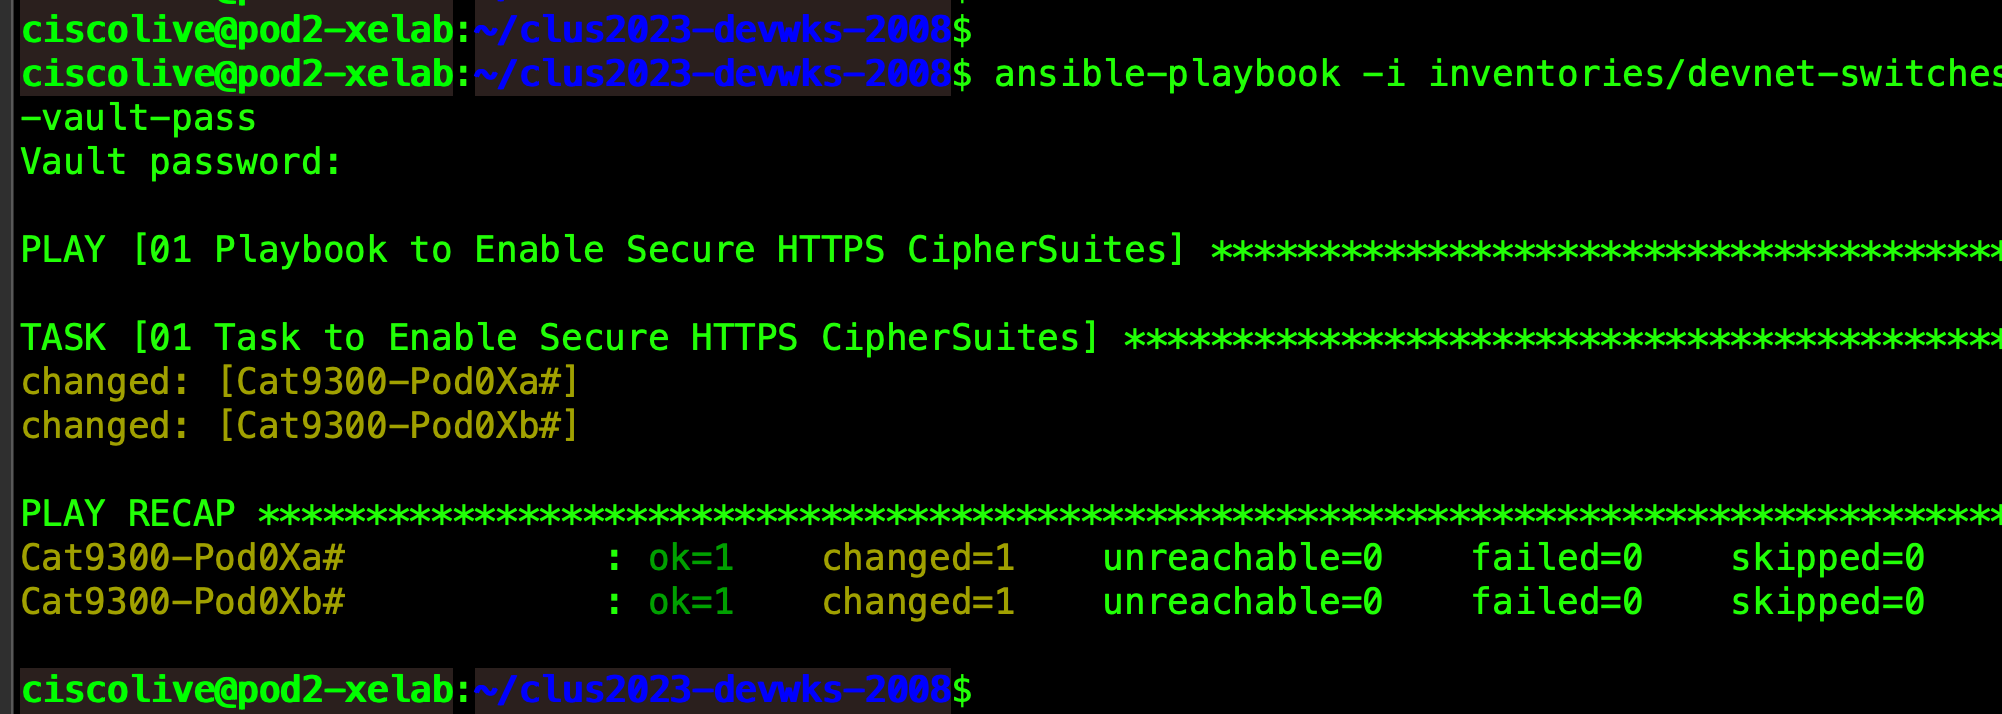 ciscolive@pod2-xelab:~/clus2023-devwks-2008$
ciscolive@pod2-xelab:~/clus2023-devwks-2008$ ansible-playbook -i inventories/devnet-switches
-vault-pass
Vault password:
PLAY [01 Playbook to Enable Secure HTTPS CipherSuites] *************************************
TASK [01 Task to Enable Secure HTTPS CipherSuites] *****************************************
changed: [Cat9300-Pod0Xa#]
changed: [Cat9300-Pod0Xb#]
PLAY RECAP *********************************************************************************
Cat9300-Pod0Xa# : ok=1 changed=1 unreachable=0 failed=0 skipped=0
Cat9300-Pod0Xb# : ok=1 changed=1 unreachable=0 failed=0 skipped=0
ciscolive@pod2-xelab:~/clus2023-devwks-2008$